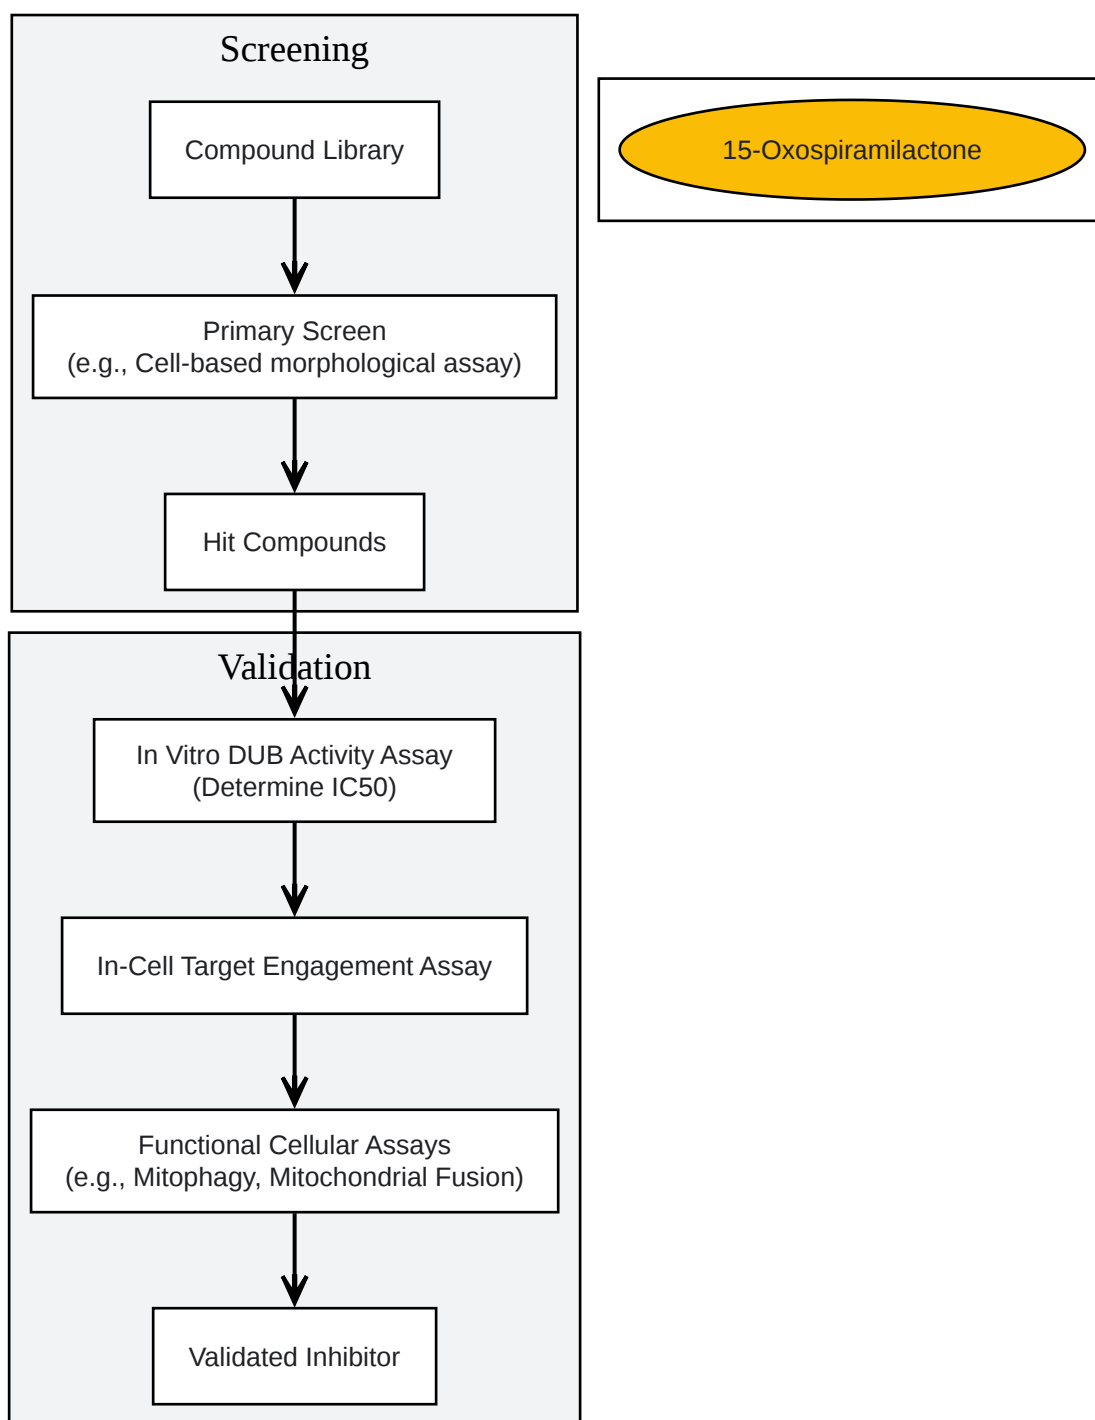 Screening
Compound Library
Primary Screen
(e.g., Cell-based morphological assay)
Hit Compounds
15-Oxospiramilactone
Validation
In Vitro DUB Activity Assay
(Determine IC50)
In-Cell Target Engagement Assay
Functional Cellular Assays
(e.g., Mitophagy, Mitochondrial Fusion)
Validated Inhibitor